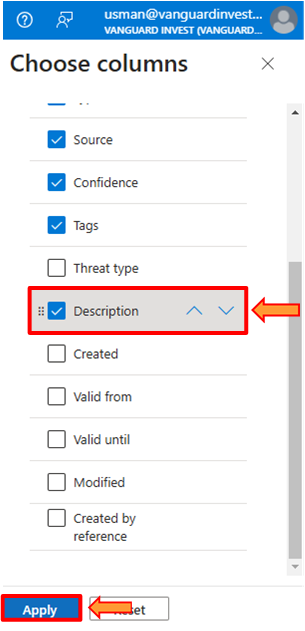 usman@vanguardinvest...
VANGUARD INVEST (VANGUARD...
Choose columns
Source
Confidence
Tags
Threat type
Description
Created
Valid from
Valid until
Modified
Created by
reference
Apply